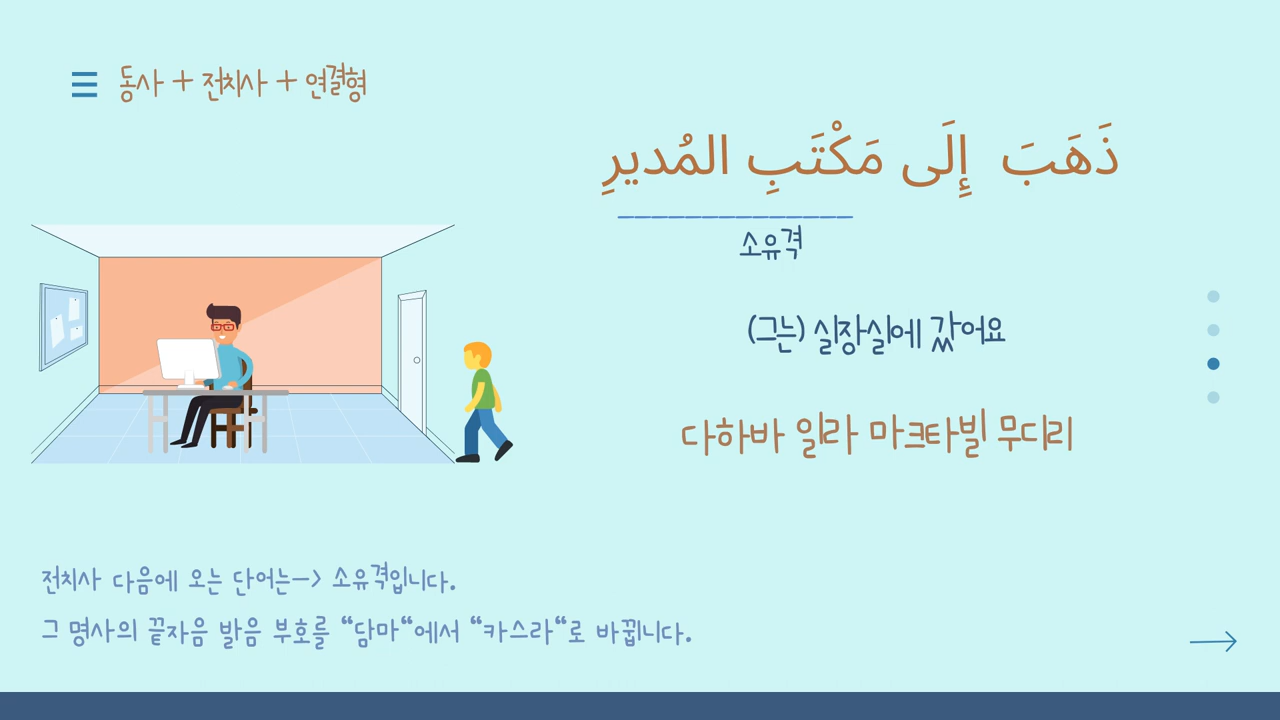 동사 + 전치사 + 연결형
ذَهَبَ إِلَى مَكْتَبِ المُديرِ
소유격
(그는) 실장실에 갔어요
다하바 일라 마크타빌 무디리
전치사 다음에 오는 단어는-> 소유격입니다.
그 명사의 끝자음 발음 부호를 “담마“에서 “카스라“로 바뀝니다.